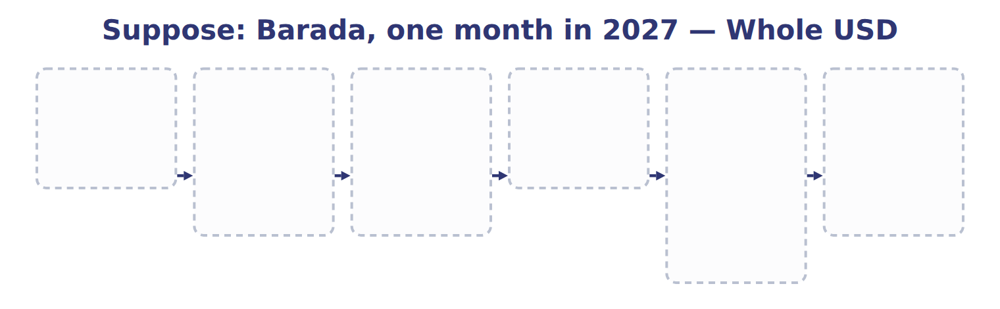 Suppose: Barada, one month in 2027 — Whole USD